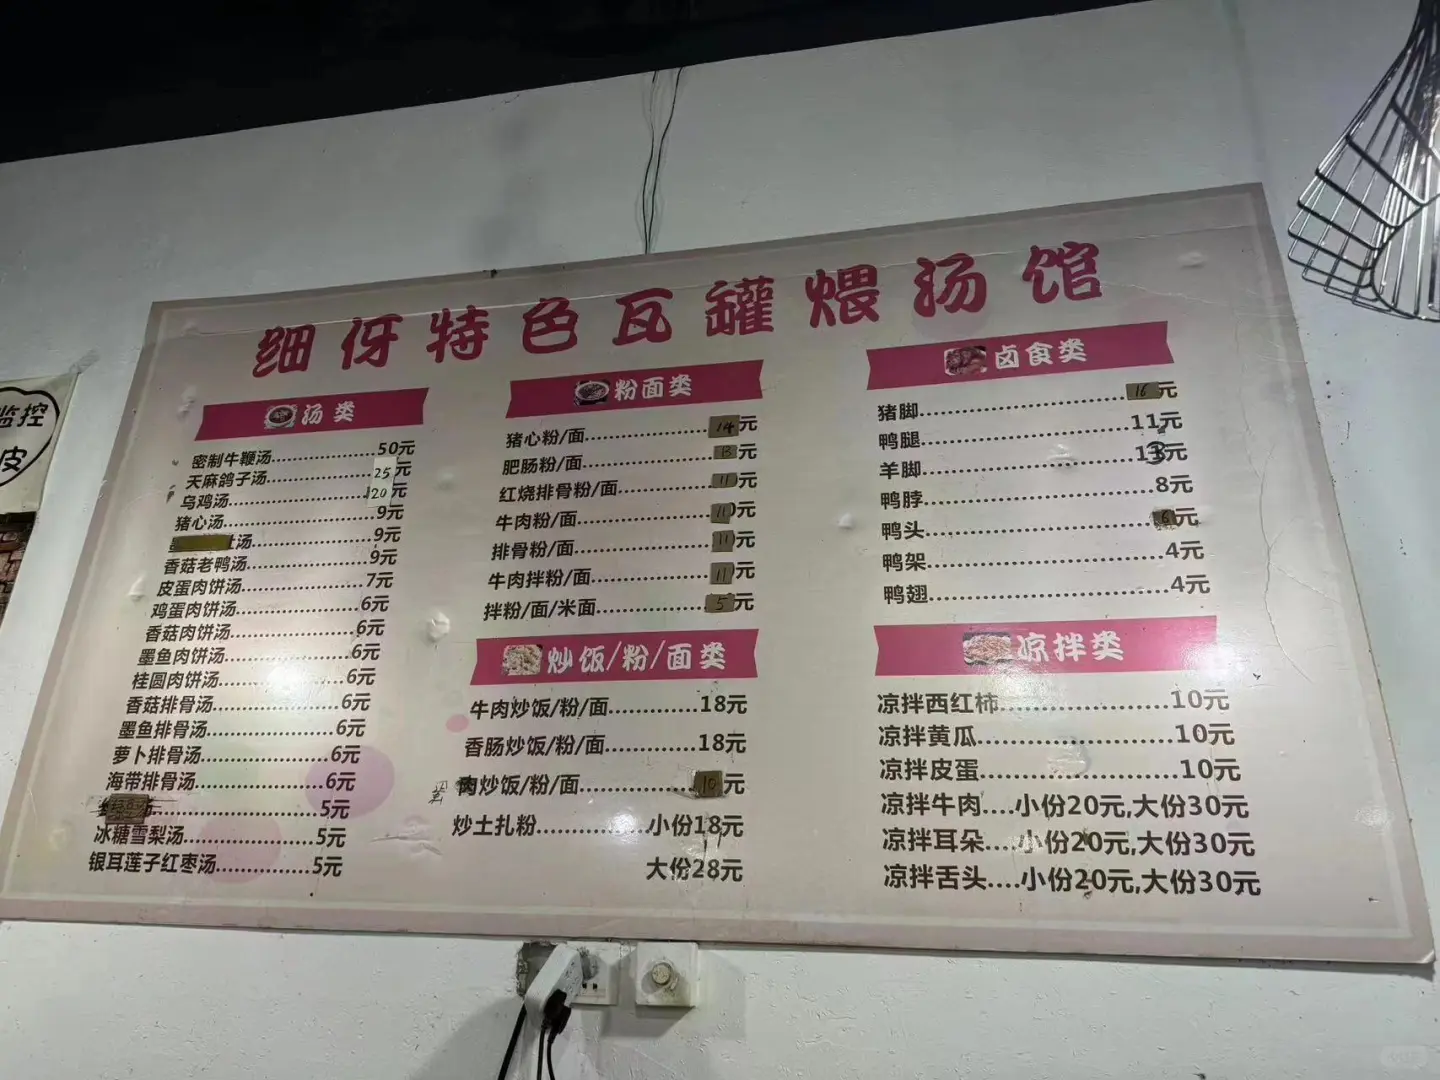 监控
皮
细伢特色瓦罐煨汤馆
汤类
密制牛鞭汤......50元
天麻鸽子汤......25元
乌鸡汤......20元
猪心汤......9元
肚汤......9元
香菇老鸭汤......9元
皮蛋肉饼汤......7元
鸡蛋肉饼汤......6元
香菇肉饼汤......6元
墨鱼肉饼汤......6元
桂圆肉饼汤......6元
香菇排骨汤......6元
墨鱼排骨汤......6元
萝卜排骨汤......6元
海带排骨汤......6元
汤......5元
冰糖雪梨汤......5元
银耳莲子红枣汤......5元
粉面类
猪心粉/面......14元
肥肠粉/面......13元
红烧排骨粉/面......11元
牛肉粉/面......11元
排骨粉/面......11元
牛肉拌粉/面......11元
拌粉/面/米面......5元
炒饭/粉/面类
牛肉炒饭/粉/面......18元
香肠炒饭/粉/面......18元
肉炒饭/粉/面......10元
炒土扎粉......小份18元
大份28元
卤食类
猪脚......16元
鸭腿......11元
羊脚......13元
鸭脖......8元
鸭头......6元
鸭架......4元
鸭翅......4元
凉拌类
凉拌西红柿......10元
凉拌黄瓜......10元
凉拌皮蛋......10元
凉拌牛肉....小份20元,大份30元
凉拌耳朵....小份20元,大份30元
凉拌舌头....小份20元,大份30元